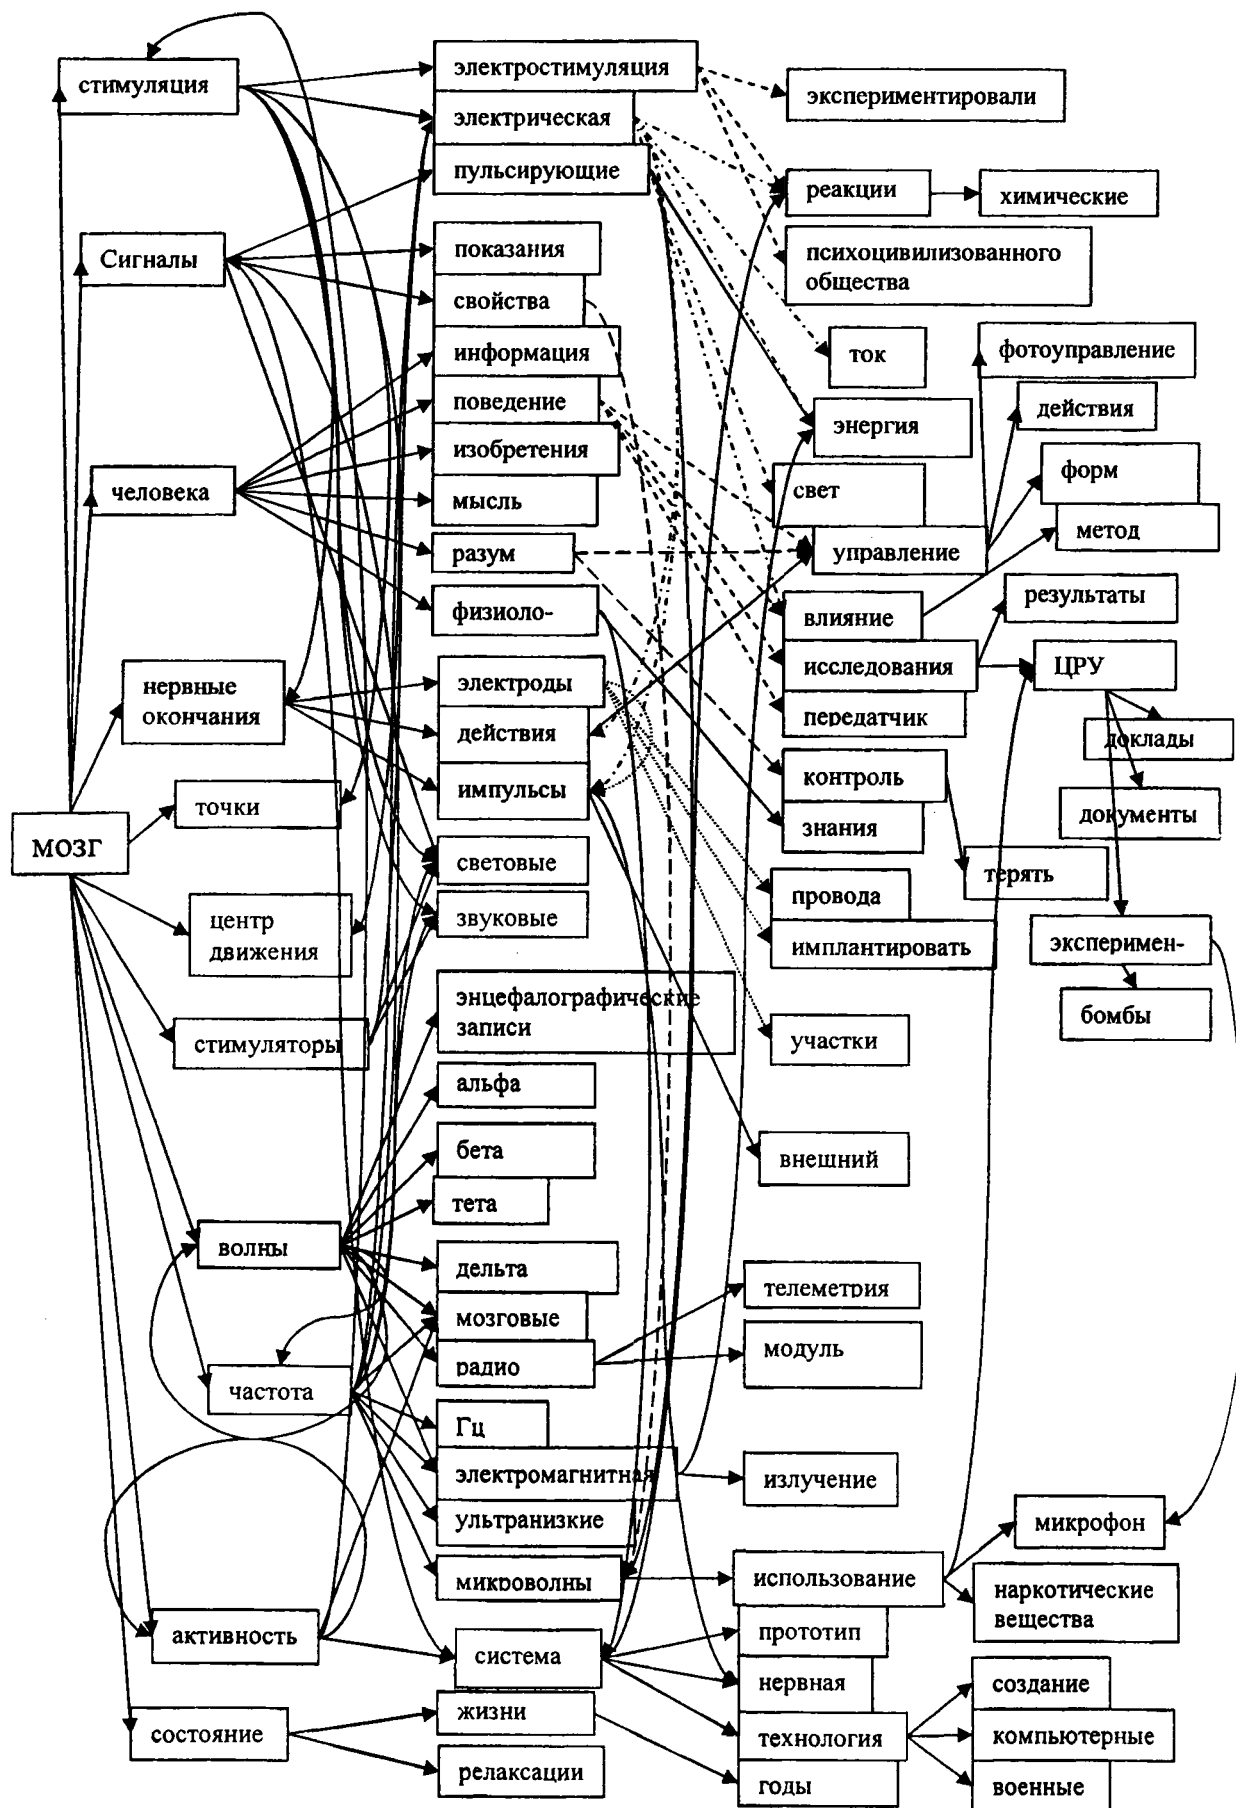 МОЗГ
стимуляция
Сигналы
человека
нервные
окончания
точки
центр
движения
стимуляторы
волны
частота
активность
состояние
электростимуляция
электрическая
пульсирующие
показания
свойства
информация
поведение
изобретения
мысль
разум
физиоло-
электроды
действия
импульсы
световые
звуковые
энцефалографические
записи
альфа
бета
тета
дельта
мозговые
радио
Гц
электромагнитная
ультранизкие
микроволны
система
жизни
релаксации
экспериментировали
реакции
психоцивилизованного
общества
ток
энергия
свет
управление
влияние
исследования
передатчик
контроль
знания
провода
имплантировать
участки
внешний
телеметрия
модуль
излучение
использование
прототип
нервная
технология
годы
химические
фотоуправление
действия
форм
метод
результаты
ЦРУ
доклады
документы
терять
эксперимен-
бомбы
микрофон
наркотические
вещества
создание
компьютерные
военные